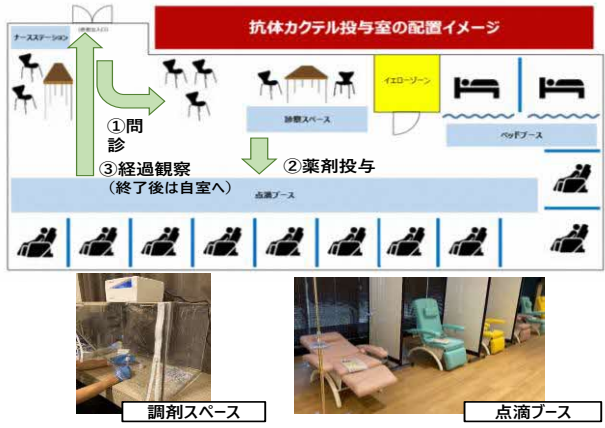 抗体カクテル投与室の配置イメージ
ナースステーション
イエローゾーン
診察スペース
ベッドブース
①問
診
②薬剤投与
③経過観察
（終了後は自室へ）
点滴ブース
調剤スペース
点滴ブース